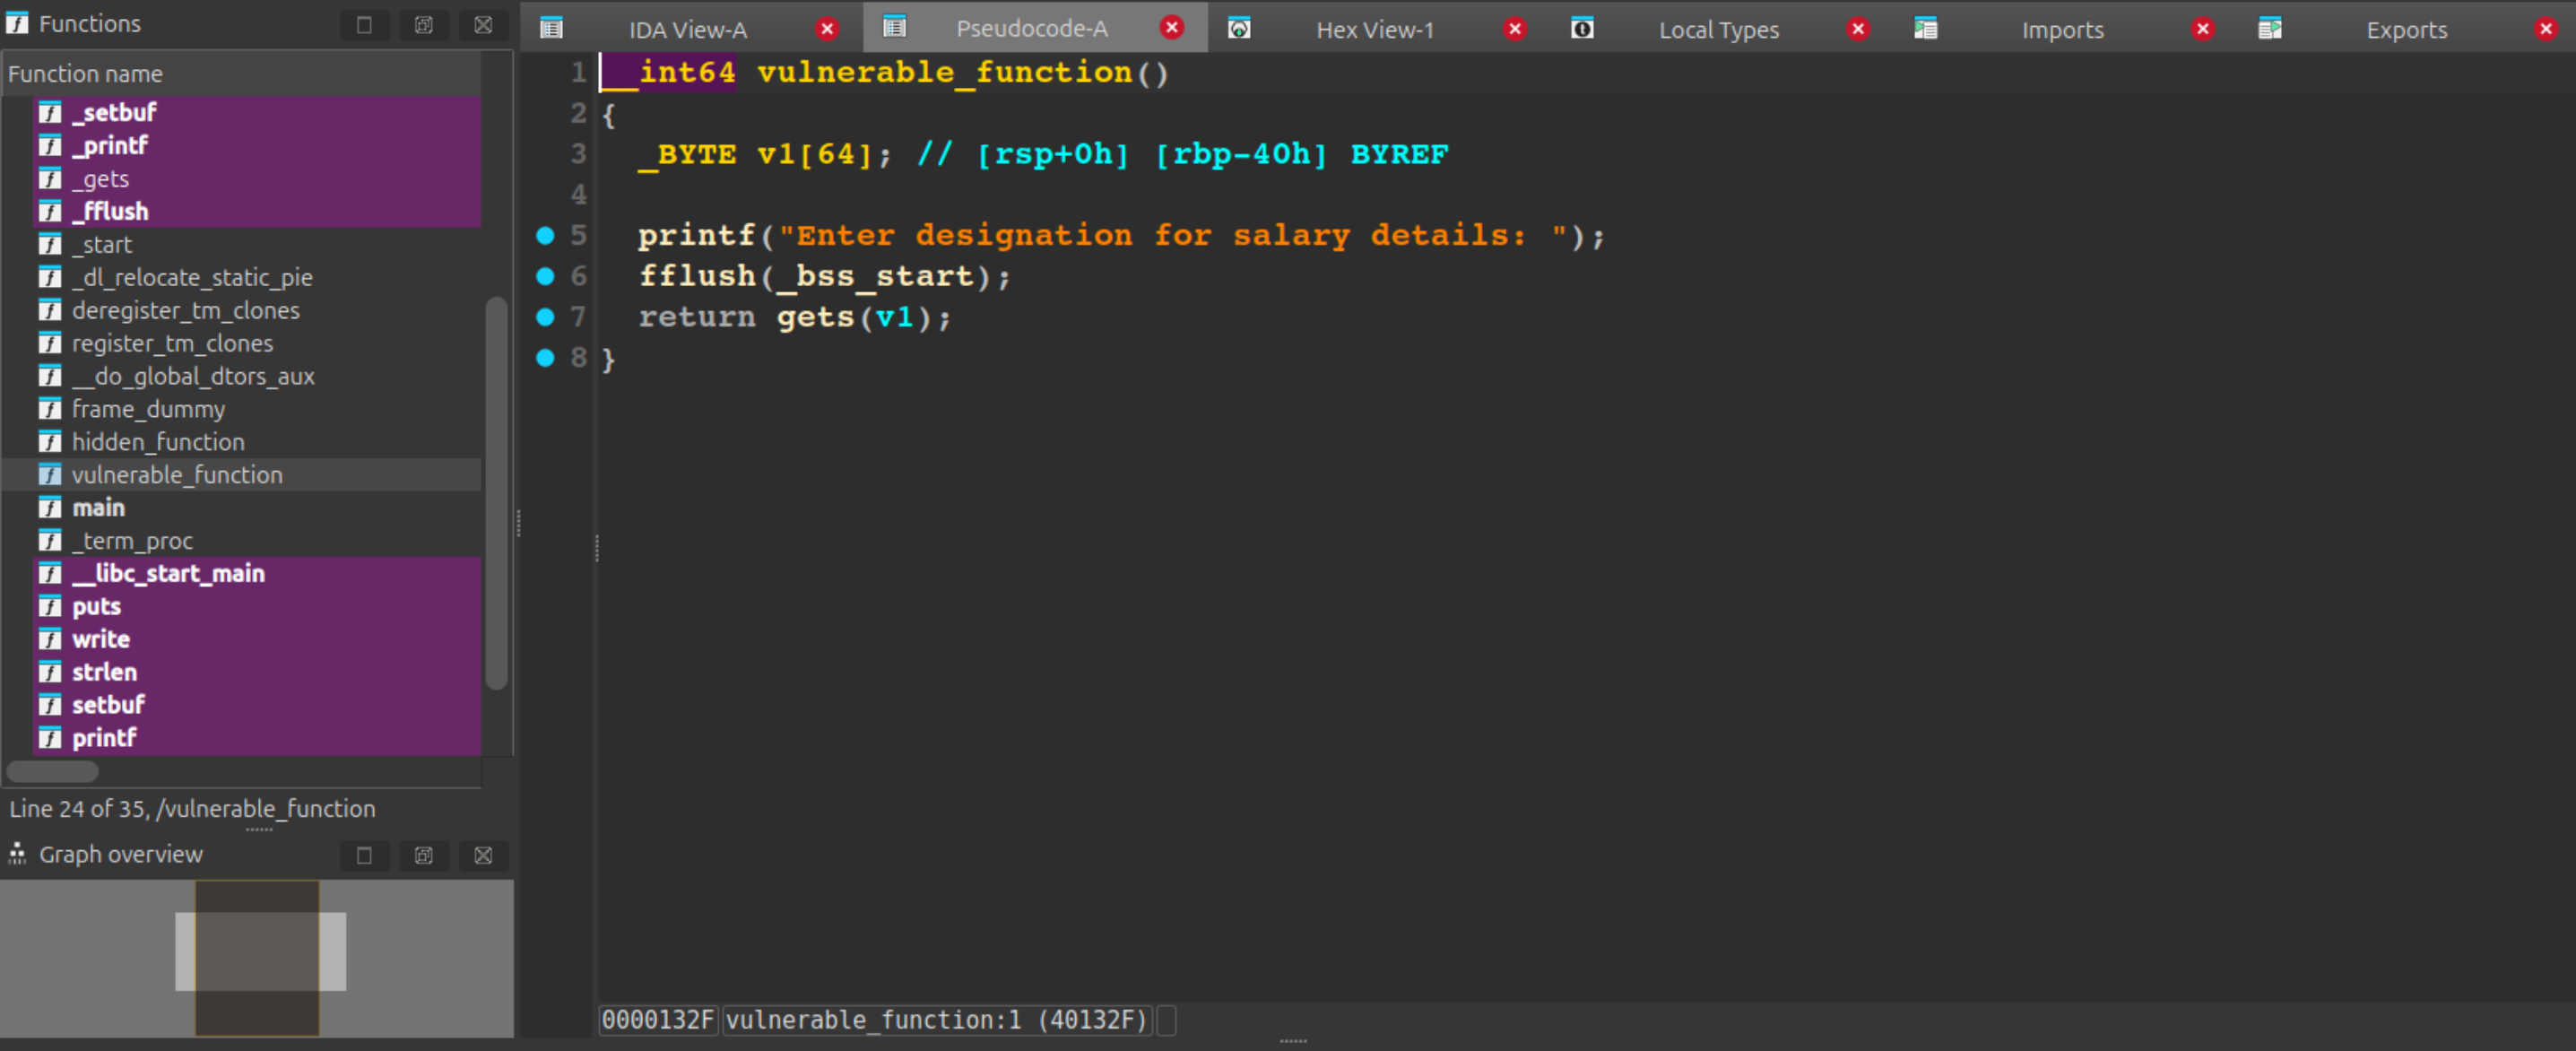 Functions
Function name
_setbuf
_printf
_gets
_fflush
_start
_dl_relocate_static_pie
deregister_tm_clones
register_tm_clones
__do_global_dtors_aux
frame_dummy
hidden_function
vulnerable_function
main
_term_proc
__libc_start_main
puts
write
strlen
setbuf
printf
Line 24 of 35, /vulnerable_function
Graph overview
IDA View-A Pseudocode-A Hex View-1 Local Types Imports Exports
1 __int64 vulnerable_function()
2 {
3 _BYTE v1[64]; // [rsp+0h] [rbp-40h] BYREF
4
5 printf("Enter designation for salary details: ");
6 fflush(_bss_start);
7 return gets(v1);
8 }
0000132F vulnerable_function:1 (40132F)